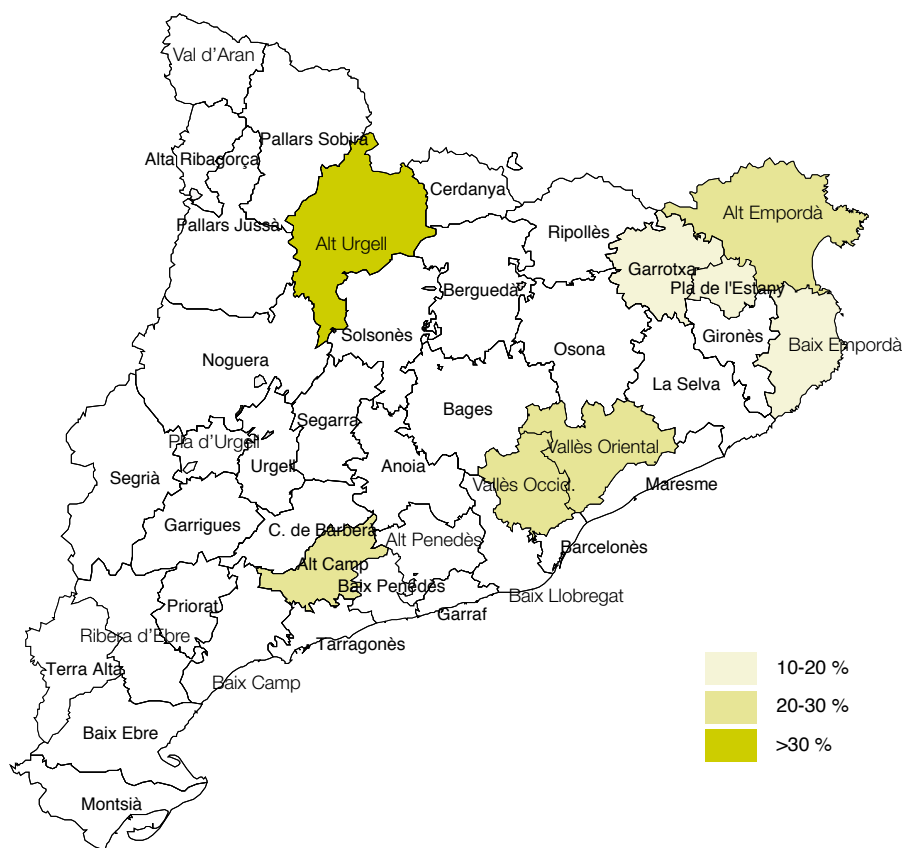 Val d’Aran
Pallars Sobirà
Alta Ribagorça
Cerdanya
Alt Empordà
Pallars Jussà
Ripollès
Alt Urgell
Garrotxa
Pla de l'Estany
Berguedà
Solsonès
Gironès
Baix Empordà
Osona
Noguera
La Selva
Bages
Segarra
Pla d’Urgell
Vallès Oriental
Urgell
Anoia
Segrià
Vallès Occid.
Maresme
Garrigues
C. de Barberà
Alt Penedès
Barcelonès
Alt Camp
Baix Penedès
Baix Llobregat
Priorat
Garraf
Ribera d’Ebre
Tarragonès
Terra Alta
Baix Camp
10-20 %
20-30 %
Baix Ebre
>30 %
Montsià